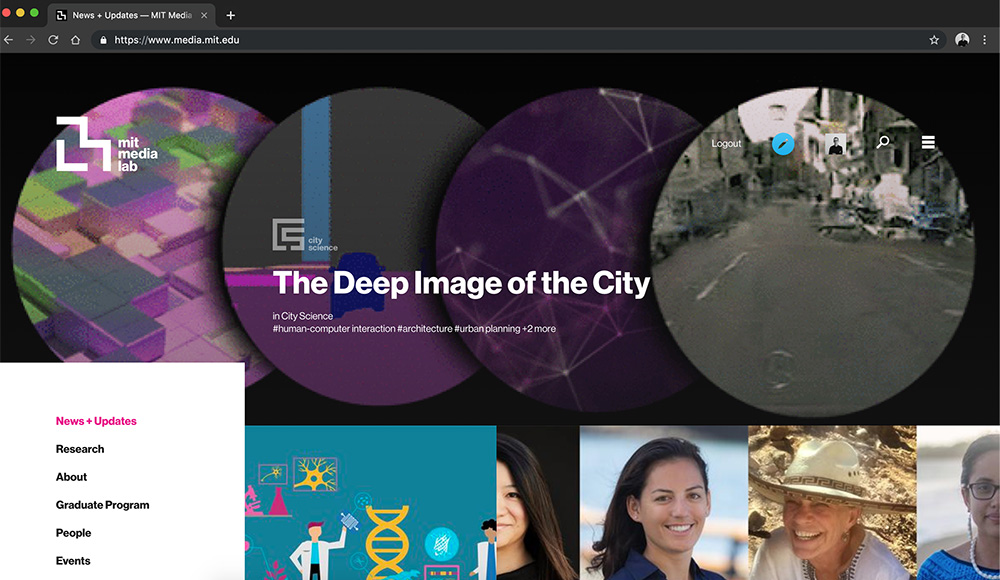 News + Updates — MIT Media
https://www.media.mit.edu
mit
media
lab
Logout
city
science
The Deep Image of the City
in City Science
#human-computer interaction #architecture #urban planning +2 more
News + Updates
Research
About
Graduate Program
People
Events